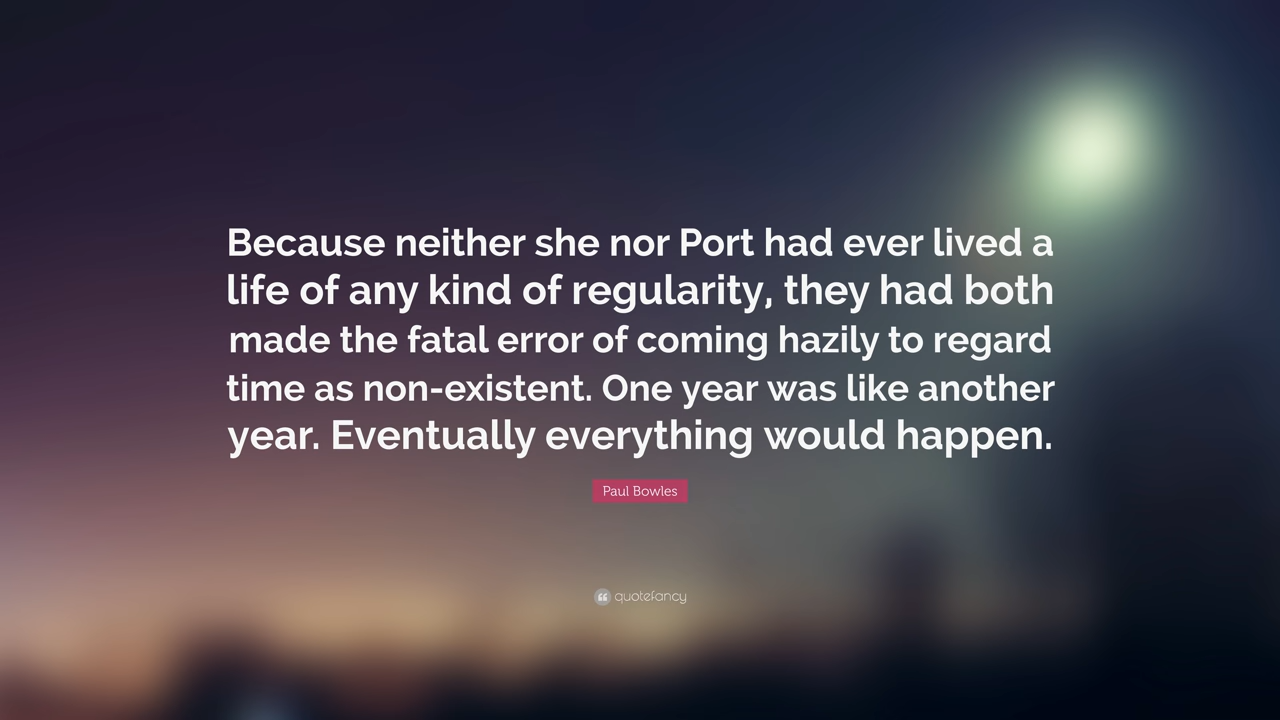 Because neither she nor Port had ever lived a
life of any kind of regularity, they had both
made the fatal error of coming hazily to regard
time as non-existent. One year was like another
year. Eventually everything would happen.
Paul Bowles
quotefancy